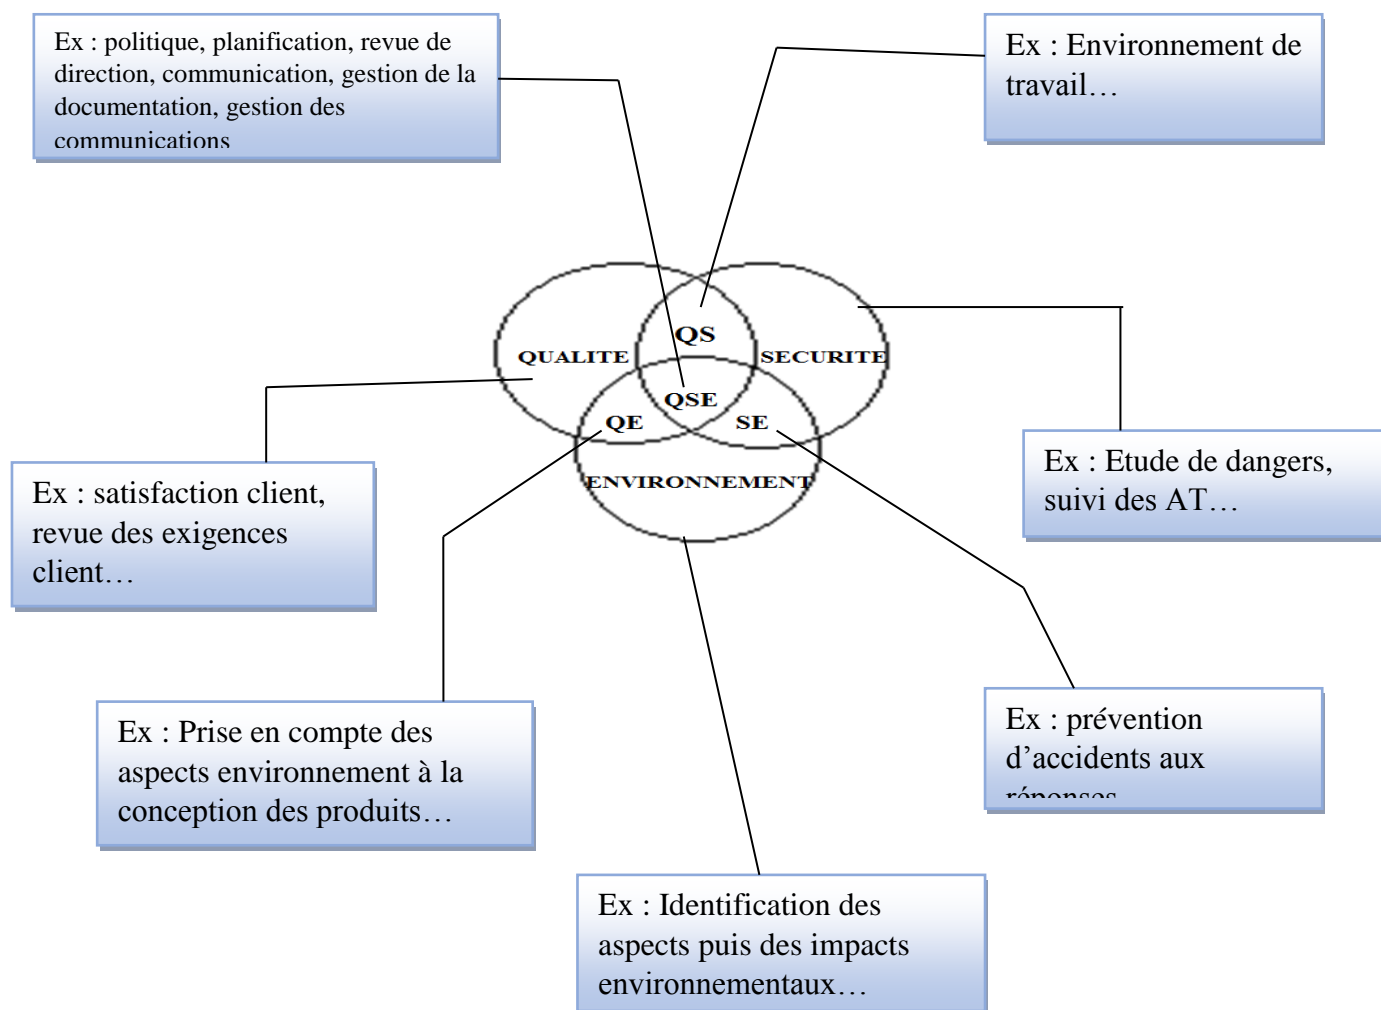 Ex : politique, planification, revue de
direction, communication, gestion de la
documentation, gestion des
communications
Ex : Environnement de
travail…
QS
QUALITE
SECURITE
QSE
QE
SE
ENVIRONNEMENT
Ex : Etude de dangers,
suivi des AT…
Ex : satisfaction client,
revue des exigences
client…
Ex : Prise en compte des
aspects environnement à la
conception des produits…
Ex : prévention
d’accidents aux
réponses
Ex : Identification des
aspects puis des impacts
environnementaux…